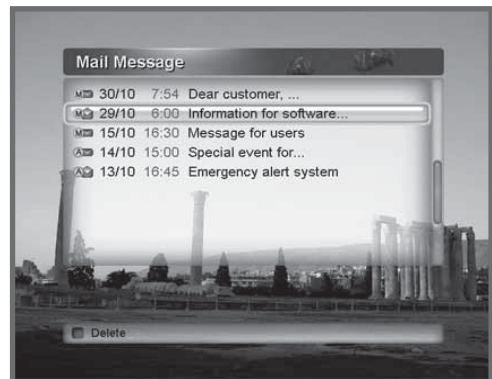 Mail Message
30/10 7:54 Dear customer, ...
29/10 6:00 Information for software...
15/10 16:30 Message for users
14/10 15:00 Special event for...
13/10 16:45 Emergency alert system
Delete